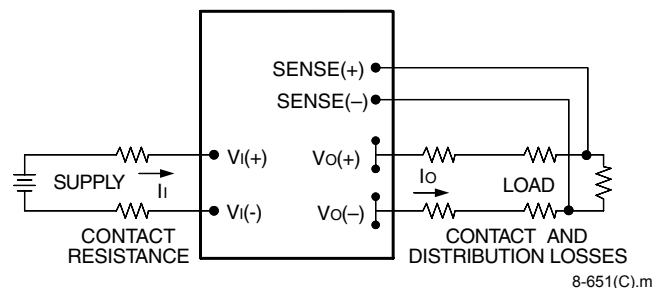 SENSE(+)
SENSE(–)
VI(+)
VO(+)
SUPPLY
II
IO
LOAD
VI(-)
VO(–)
CONTACT
RESISTANCE
CONTACT AND
DISTRIBUTION LOSSES
8-651(C).m